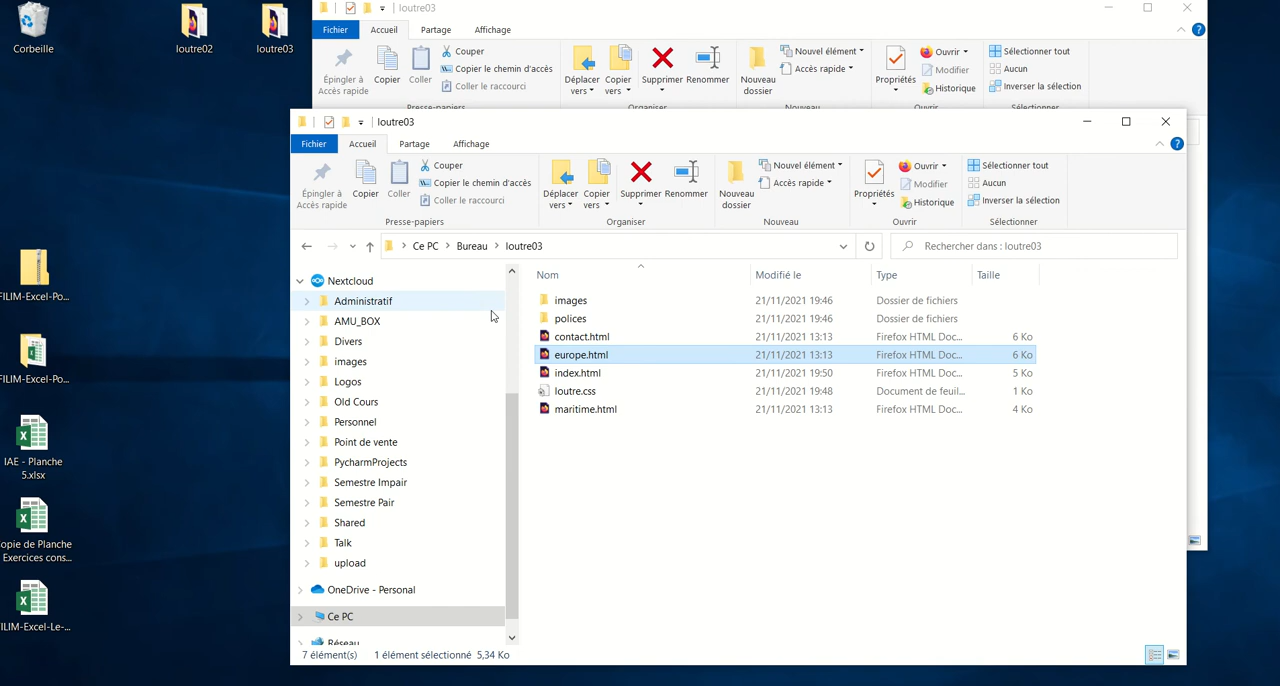 Corbeille
loutre02
loutre03
FILIM-Excel-Po...
FILIM-Excel-Po...
IAE - Planche
5.xlsx
opie de Planche
Exercices cons...
FILIM-Excel-Le-...
loutre03
Fichier Accueil Partage Affichage
Épingler à
Accès rapide
Copier
Coller
Couper
Copier le chemin d'accès
Coller le raccourci
Déplacer
vers
Copier
vers
Supprimer
Renommer
Nouveau
dossier
Nouvel élément
Accès rapide
Propriétés
Ouvrir
Modifier
Historique
Sélectionner tout
Aucun
Inverser la sélection
Presse-papiers Organiser Nouveau Ouvrir Sélectionner
loutre03
Fichier Accueil Partage Affichage
Épingler à
Accès rapide
Copier
Coller
Couper
Copier le chemin d'accès
Coller le raccourci
Déplacer
vers
Copier
vers
Supprimer
Renommer
Nouveau
dossier
Nouvel élément
Accès rapide
Propriétés
Ouvrir
Modifier
Historique
Sélectionner tout
Aucun
Inverser la sélection
Presse-papiers Organiser Nouveau Ouvrir Sélectionner
Ce PC > Bureau > loutre03
Rechercher dans : loutre03
Nextcloud
Administratif
AMU_BOX
Divers
images
Logos
Old Cours
Personnel
Point de vente
PycharmProjects
Semestre Impair
Semestre Pair
Shared
Talk
upload
OneDrive - Personal
Ce PC
Réseau
Nom Modifié le Type Taille
images 21/11/2021 19:46 Dossier de fichiers
polices 21/11/2021 19:46 Dossier de fichiers
contact.html 21/11/2021 13:13 Firefox HTML Doc... 6 Ko
europe.html 21/11/2021 13:13 Firefox HTML Doc... 6 Ko
index.html 21/11/2021 19:50 Firefox HTML Doc... 5 Ko
loutre.css 21/11/2021 19:48 Document de feuil... 1 Ko
maritime.html 21/11/2021 13:13 Firefox HTML Doc... 4 Ko
7 élément(s) 1 élément sélectionné 5,34 Ko